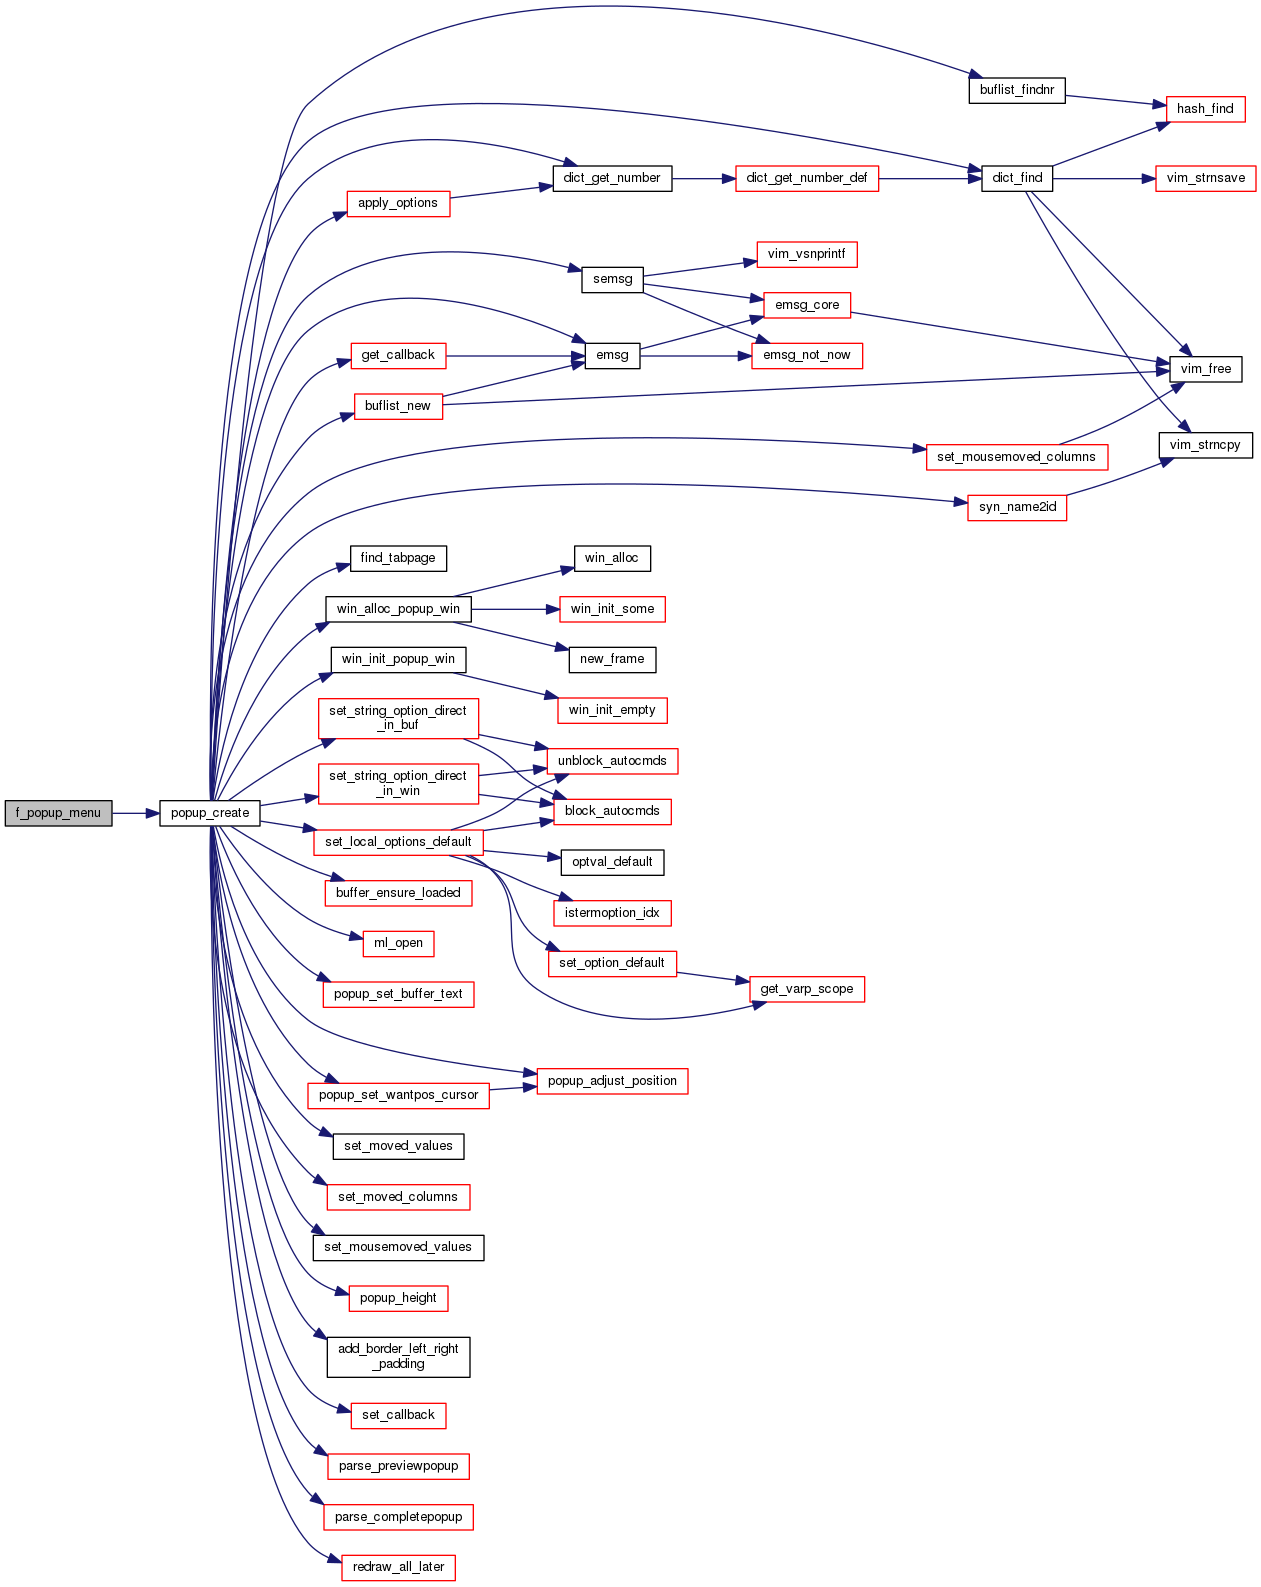 buflist_findnr
hash_find
dict_get_number
dict_get_number_def
dict_find
vim_strnsave
apply_options
vim_vsnprintf
semsg
emsg_core
get_callback
emsg
emsg_not_now
vim_free
buflist_new
set_mousemoved_columns
vim_strncpy
syn_name2id
find_tabpage
win_alloc
win_alloc_popup_win
win_init_some
win_init_popup_win
new_frame
set_string_option_direct
_in_buf
win_init_empty
unblock_autocmds
set_string_option_direct
_in_win
f_popup_menu
popup_create
block_autocmds
set_local_options_default
optval_default
buffer_ensure_loaded
istermoption_idx
ml_open
set_option_default
popup_set_buffer_text
get_varp_scope
popup_adjust_position
popup_set_wantpos_cursor
set_moved_values
set_moved_columns
set_mousemoved_values
popup_height
add_border_left_right
_padding
set_callback
parse_previewpopup
parse_completepopup
redraw_all_later